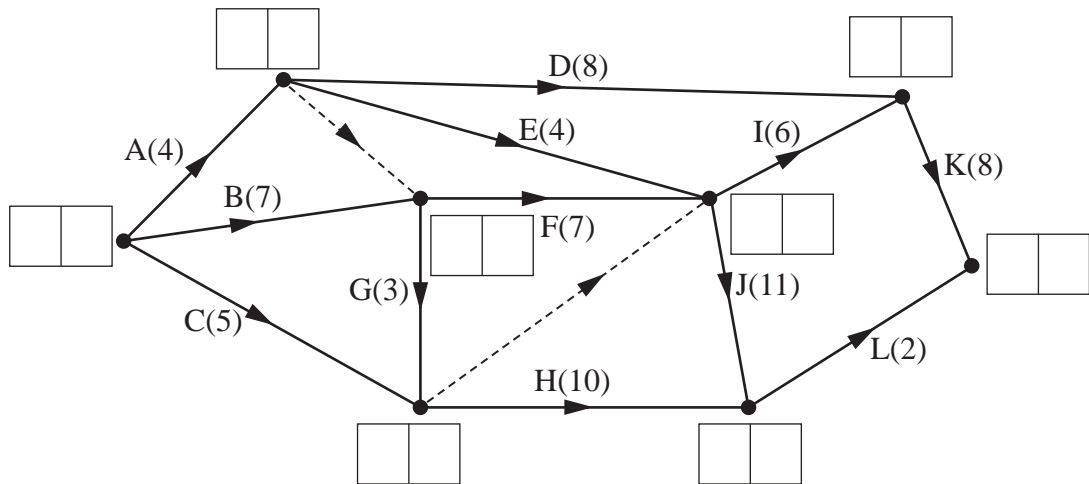 D(8)
E(4)
I(6)
A(4)
K(8)
B(7)
F(7)
G(3)
J(11)
C(5)
L(2)
H(10)